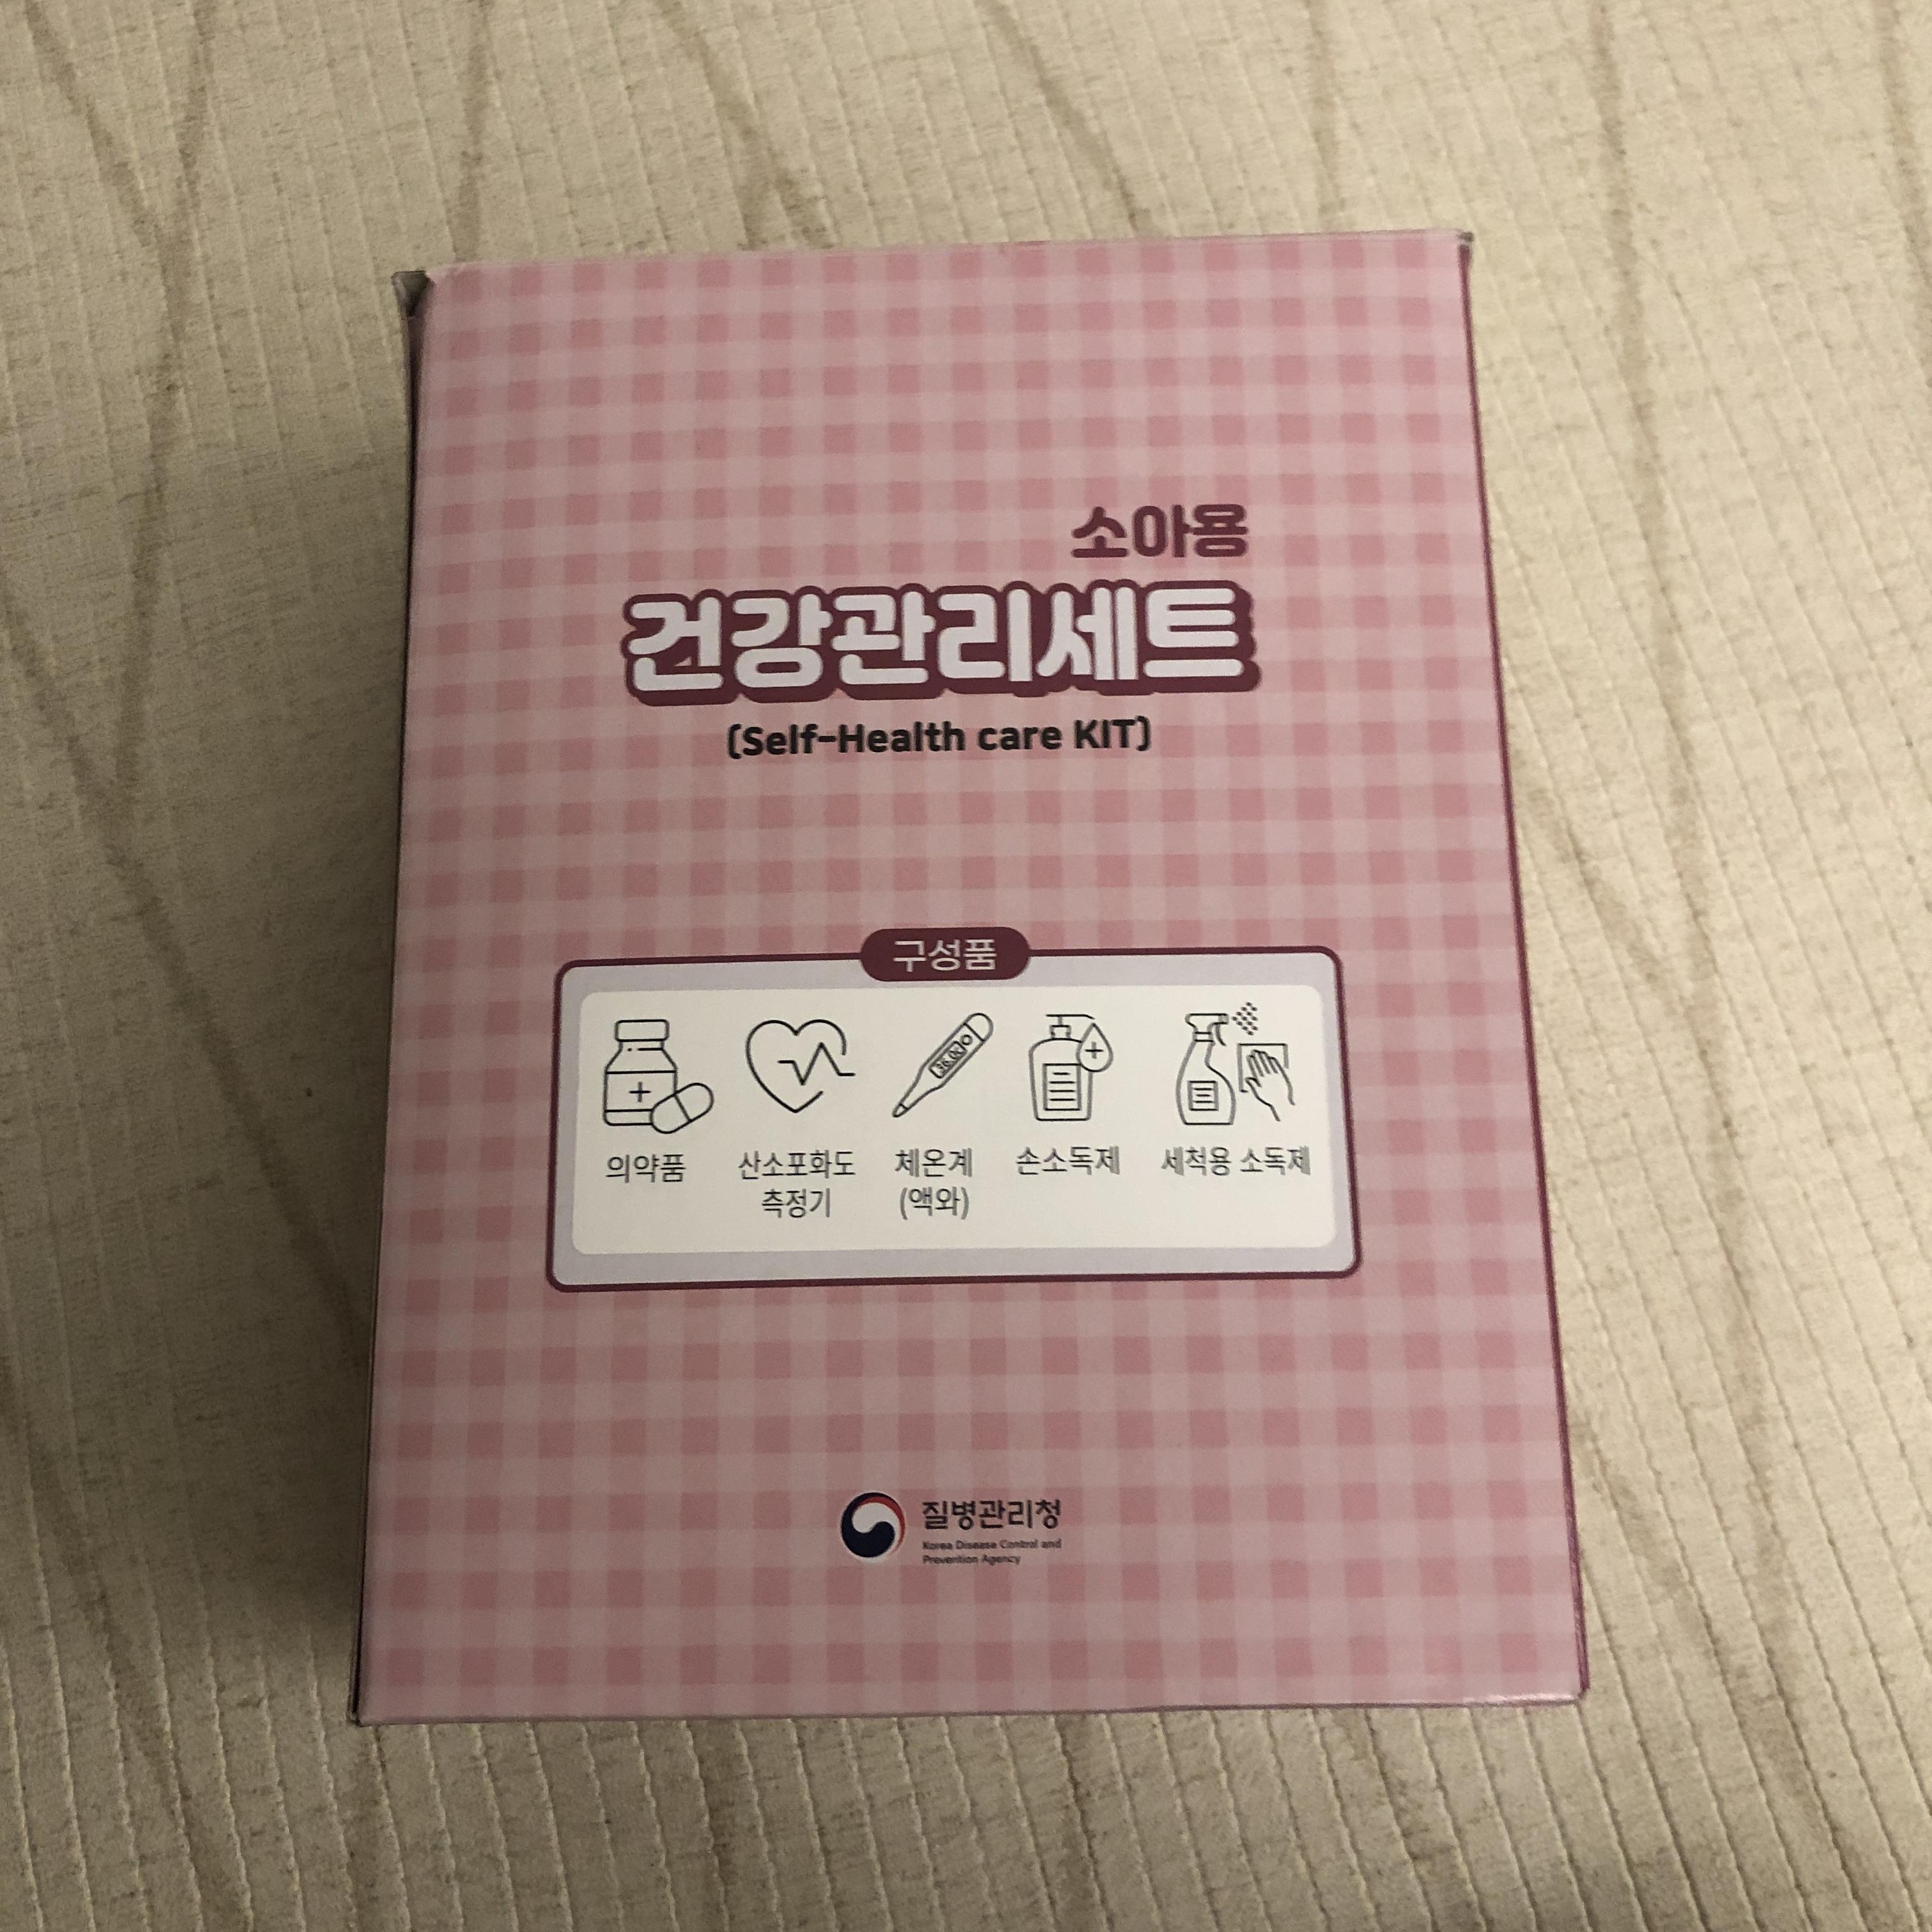 소아용
건강관리세트
(Self-Health care KIT)
구성품
의약품
산소포화도
측정기
체온계
(액와)
손소독제
세척용 소독제
질병관리청
Korea Disease Control and
Prevention Agency